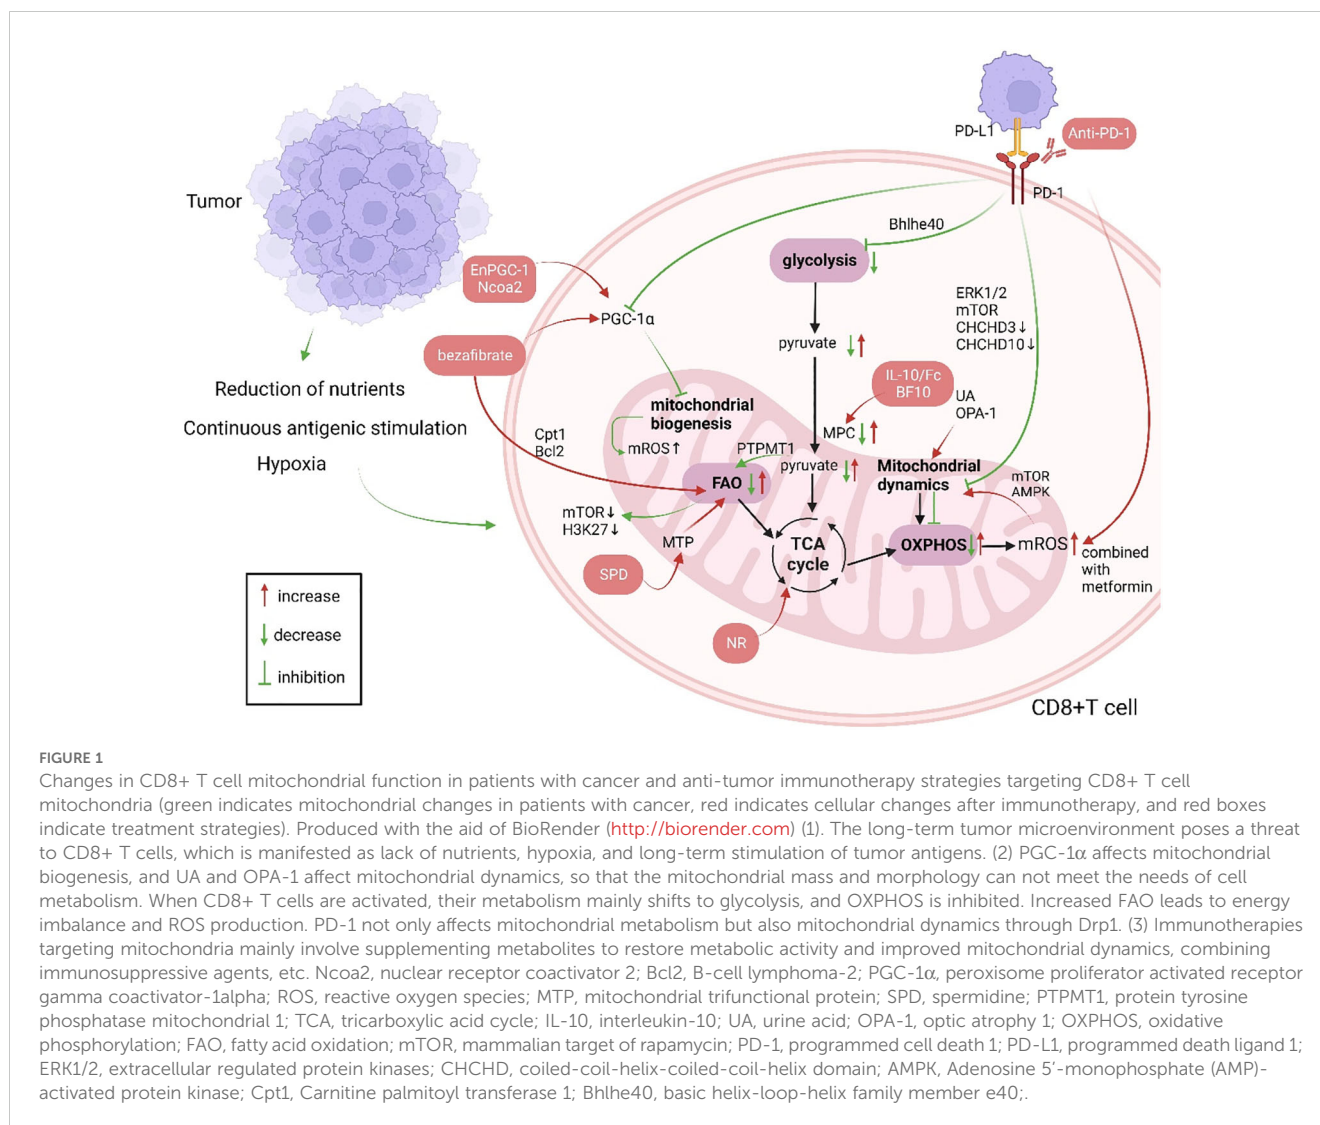 Tumor
PD-L1
Anti-PD-1
PD-1
Bhlhe40
glycolysis
EnPGC-1
Ncoa2
PGC-1α
bezafibrate
pyruvate
ERK1/2
mTOR
CHCHD3↓
CHCHD10↓
Reduction of nutrients
Continuous antigenic stimulation
Hypoxia
IL-10/Fc
BF10
UA
OPA-1
mitochondrial
biogenesis
mROS↑
Cpt1
Bcl2
MPC
PTPMT1
pyruvate
Mitochondrial
dynamics
mTOR
AMPK
FAO
mTOR↓
H3K27↓
MTP
TCA
cycle
OXPHOS
mROS
combined
with
metformin
SPD
NR
increase
decrease
inhibition
CD8+T cell
FIGURE 1
Changes in CD8+ T cell mitochondrial function in patients with cancer and anti-tumor immunotherapy strategies targeting CD8+ T cell
mitochondria (green indicates mitochondrial changes in patients with cancer, red indicates cellular changes after immunotherapy, and red boxes
indicate treatment strategies). Produced with the aid of BioRender (http://biorender.com) (1). The long-term tumor microenvironment poses a threat
to CD8+ T cells, which is manifested as lack of nutrients, hypoxia, and long-term stimulation of tumor antigens. (2) PGC-1α affects mitochondrial
biogenesis, and UA and OPA-1 affect mitochondrial dynamics, so that the mitochondrial mass and morphology can not meet the needs of cell
metabolism. When CD8+ T cells are activated, their metabolism mainly shifts to glycolysis, and OXPHOS is inhibited. Increased FAO leads to energy
imbalance and ROS production. PD-1 not only affects mitochondrial metabolism but also mitochondrial dynamics through Drp1. (3) Immunotherapies
targeting mitochondria mainly involve supplementing metabolites to restore metabolic activity and improved mitochondrial dynamics, combining
immunosuppressive agents, etc. Ncoa2, nuclear receptor coactivator 2; Bcl2, B-cell lymphoma-2; PGC-1α, peroxisome proliferator activated receptor
gamma coactivator-1alpha; ROS, reactive oxygen species; MTP, mitochondrial trifunctional protein; SPD, spermidine; PTPMT1, protein tyrosine
phosphatase mitochondrial 1; TCA, tricarboxylic acid cycle; IL-10, interleukin-10; UA, urine acid; OPA-1, optic atrophy 1; OXPHOS, oxidative
phosphorylation; FAO, fatty acid oxidation; mTOR, mammalian target of rapamycin; PD-1, programmed cell death 1; PD-L1, programmed death ligand 1;
ERK1/2, extracellular regulated protein kinases; CHCHD, coiled-coil-helix-coiled-coil-helix domain; AMPK, Adenosine 5’-monophosphate (AMP)-
activated protein kinase; Cpt1, Carnitine palmitoyl transferase 1; Bhlhe40, basic helix-loop-helix family member e40;.